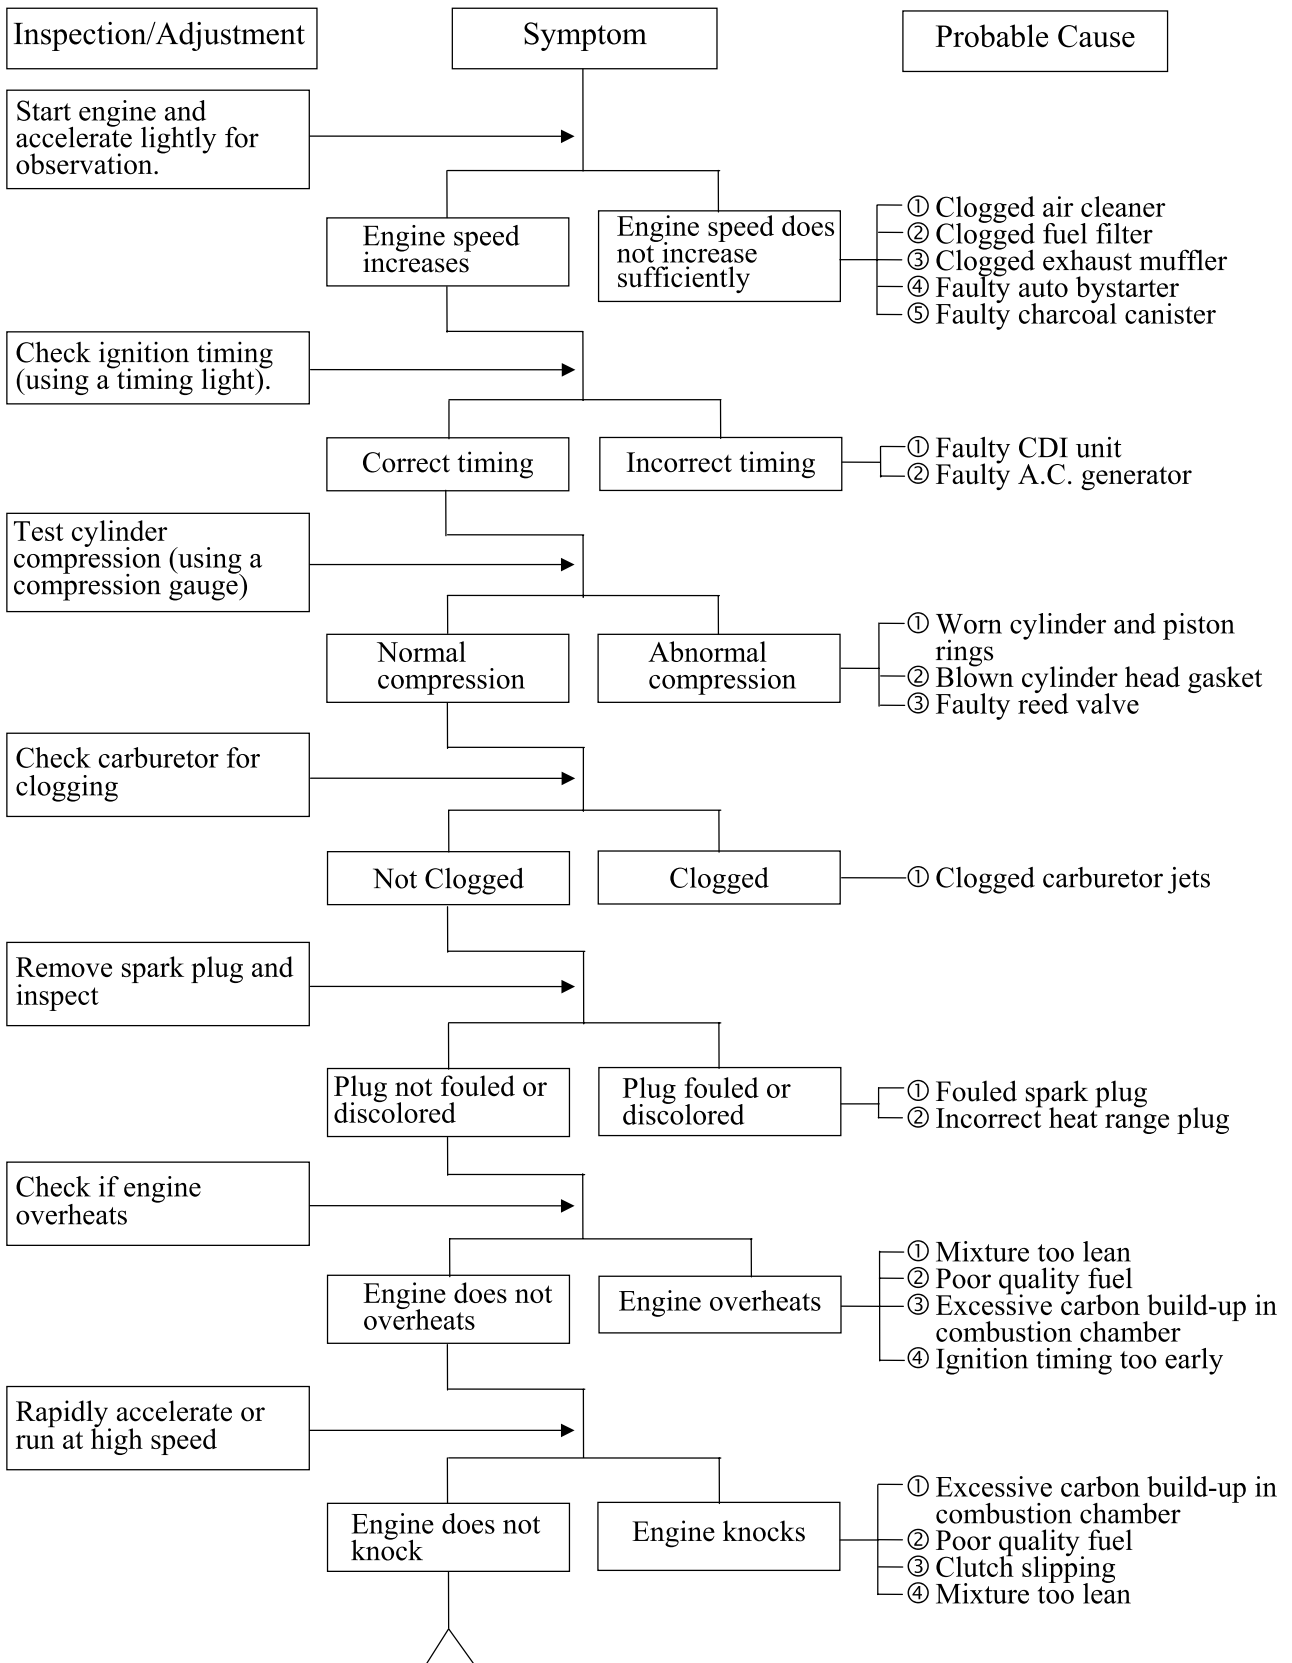 Inspection/Adjustment
Symptom
Probable Cause
Start engine and
accelerate lightly for
observation.
Engine speed
increases
Engine speed does
not increase
sufficiently
① Clogged air cleaner
② Clogged fuel filter
③ Clogged exhaust muffler
④ Faulty auto bystarter
⑤ Faulty charcoal canister
Check ignition timing
(using a timing light).
Correct timing
Incorrect timing
① Faulty CDI unit
② Faulty A.C. generator
Test cylinder
compression (using a
compression gauge)
Normal
compression
Abnormal
compression
① Worn cylinder and piston
rings
② Blown cylinder head gasket
③ Faulty reed valve
Check carburetor for
clogging
Not Clogged
Clogged
① Clogged carburetor jets
Remove spark plug and
inspect
Plug not fouled or
discolored
Plug fouled or
discolored
① Fouled spark plug
② Incorrect heat range plug
Check if engine
overheats
Engine does not
overheats
Engine overheats
① Mixture too lean
② Poor quality fuel
③ Excessive carbon build-up in
combustion chamber
④ Ignition timing too early
Rapidly accelerate or
run at high speed
Engine does not
knock
Engine knocks
① Excessive carbon build-up in
combustion chamber
② Poor quality fuel
③ Clutch slipping
④ Mixture too lean